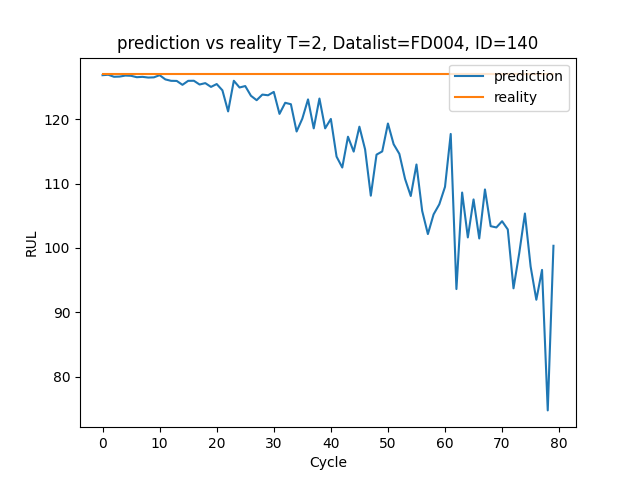 prediction vs reality T=2, Datalist=FD004, ID=140
prediction
reality
RUL
120
110
100
90
80
0 10 20 30 40 50 60 70 80
Cycle